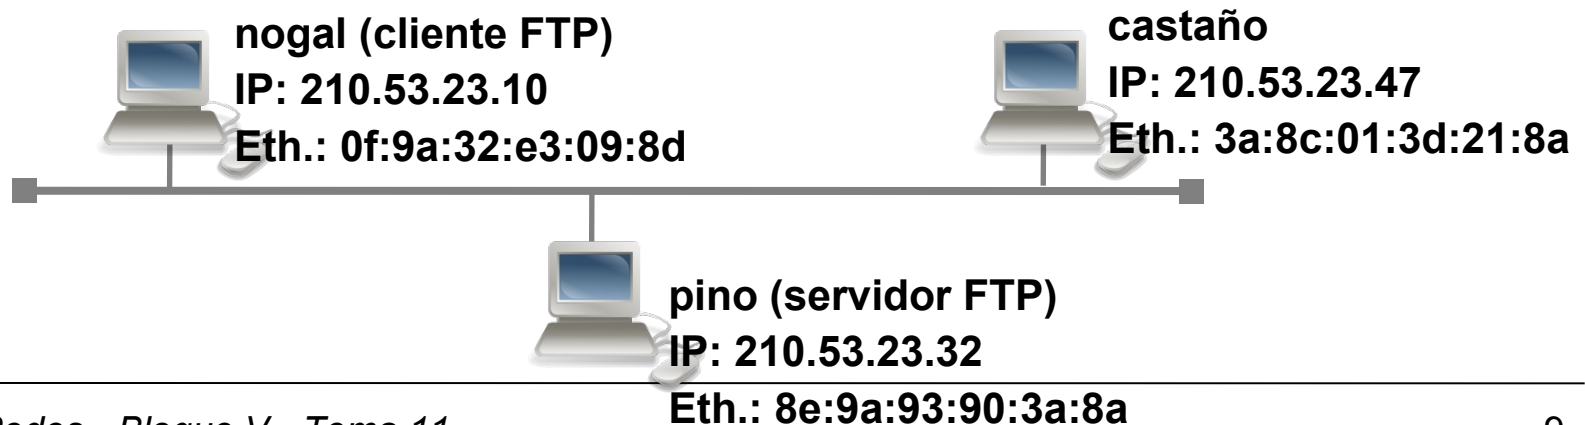 nogal (cliente FTP)
IP: 210.53.23.10
Eth.: 0f:9a:32:e3:09:8d
castaño
IP: 210.53.23.47
Eth.: 3a:8c:01:3d:21:8a
pino (servidor FTP)
IP: 210.53.23.32
Eth.: 8e:9a:93:90:3a:8a
Bloque V Tema 11